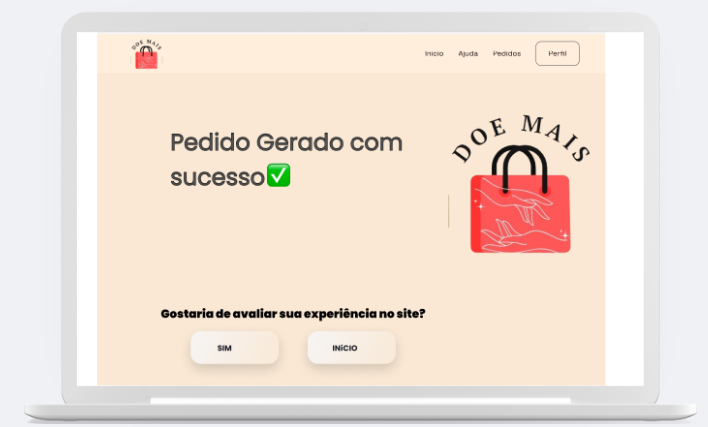 DOE MAIS
Inicio Ajuda Pedidos Perfil
DOE MAIS
Pedido Gerado com
sucesso✅
Gostaria de avaliar sua experiência no site?
SIM INíCIO